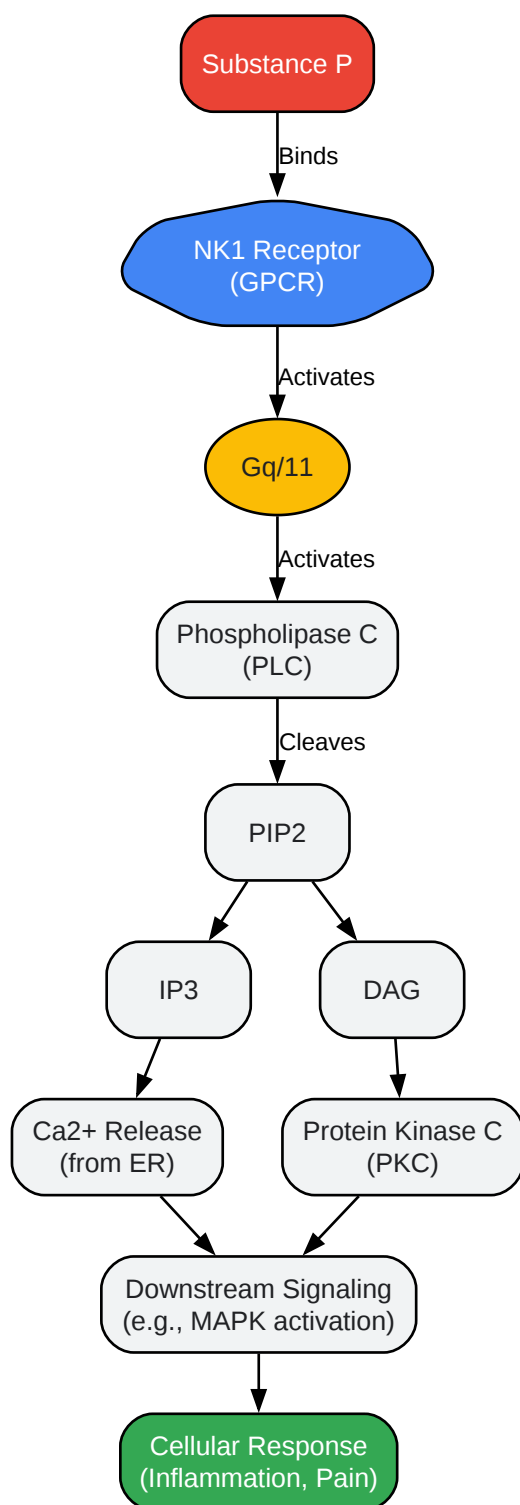 Substance P
Binds
NK1 Receptor
(GPCR)
Activates
Gq/11
Activates
Phospholipase C
(PLC)
Cleaves
PIP2
IP3
DAG
Ca2+ Release
(from ER)
Protein Kinase C
(PKC)
Downstream Signaling
(e.g., MAPK activation)
Cellular Response
(Inflammation, Pain)